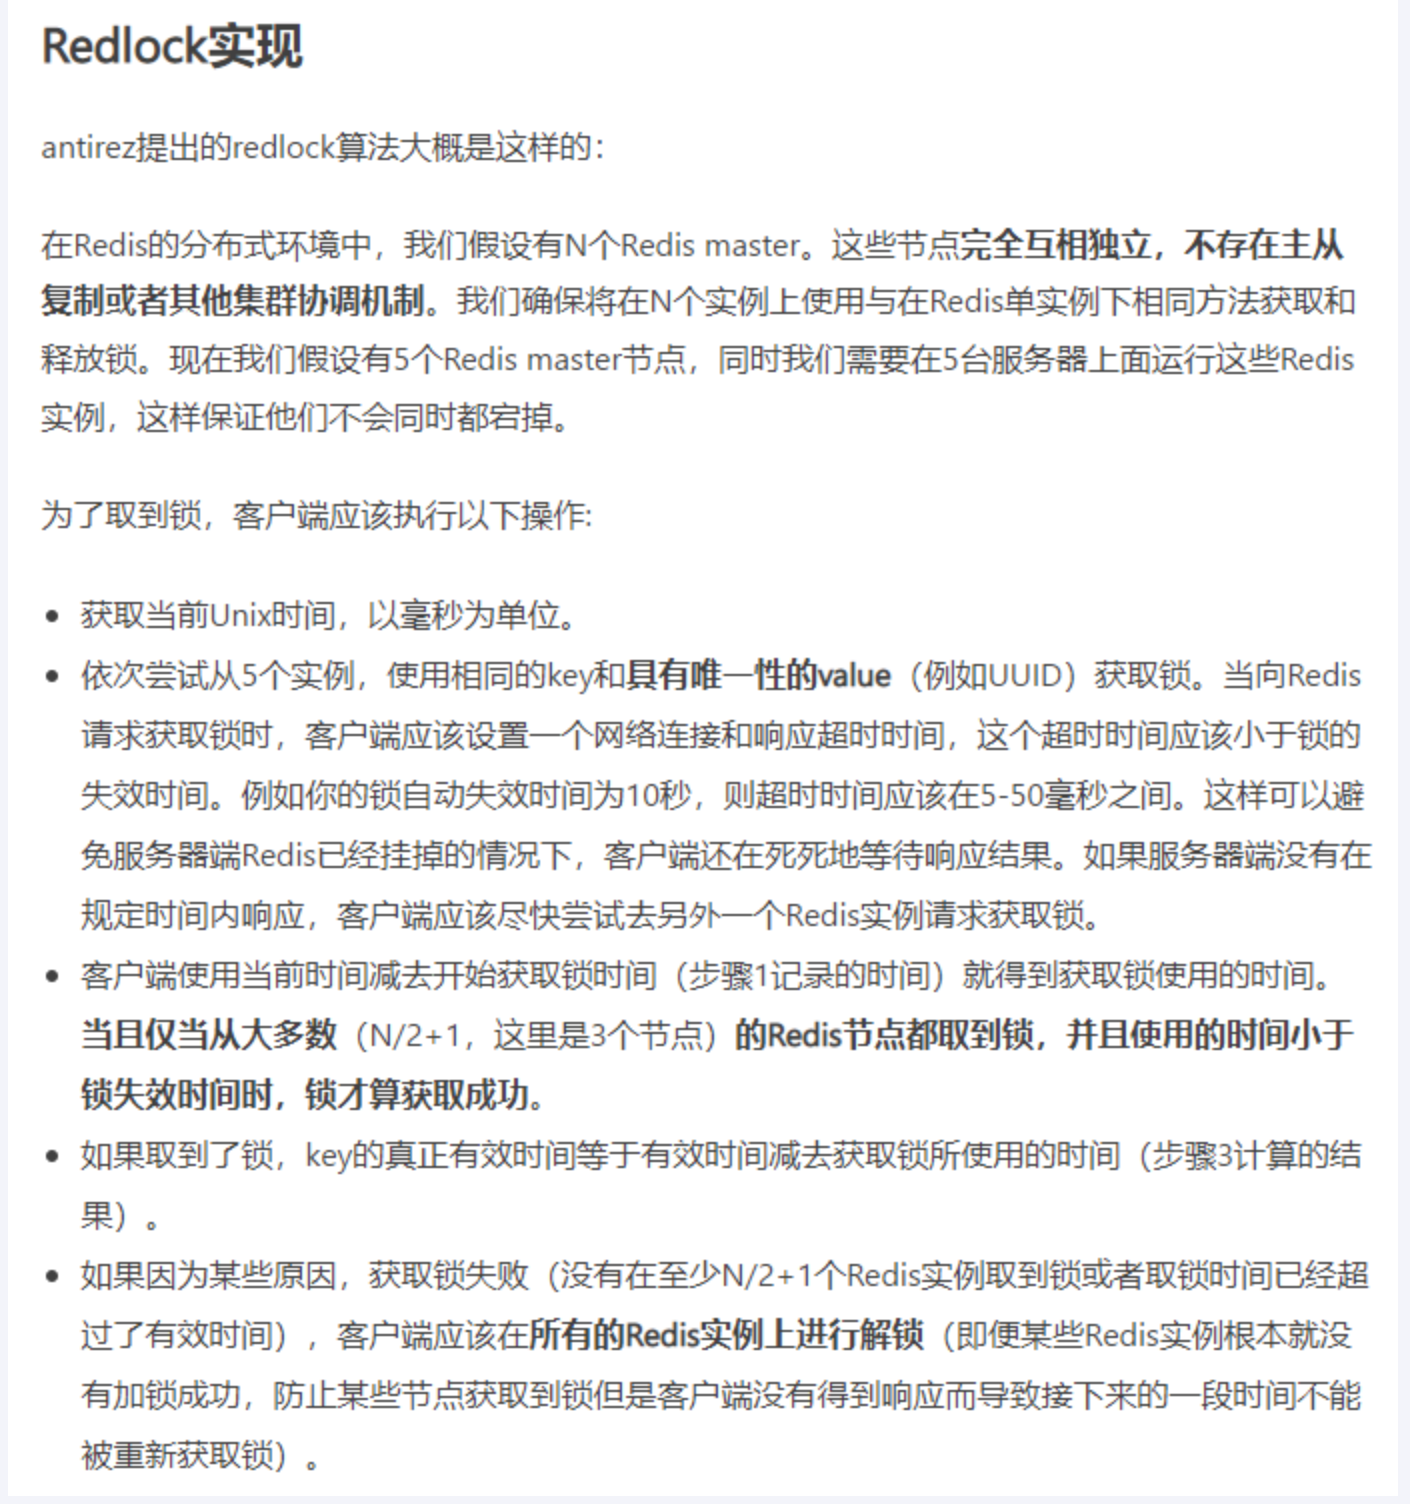 Redlock实现
antirez提出的redlock算法大概是这样的：
在Redis的分布式环境中，我们假设有N个Redis master。这些节点完全互相独立，不存在主从
复制或者其他集群协调机制。我们确保将在N个实例上使用与在Redis单实例下相同方法获取和
释放锁。现在我们假设有5个Redis master节点，同时我们需要在5台服务器上面运行这些Redis
实例，这样保证他们不会同时都宕掉。
为了取到锁，客户端应该执行以下操作:
• 获取当前Unix时间，以毫秒为单位。
• 依次尝试从5个实例，使用相同的key和具有唯一性的value（例如UUID）获取锁。当向Redis
请求获取锁时，客户端应该设置一个网络连接和响应超时时间，这个超时时间应该小于锁的
失效时间。例如你的锁自动失效时间为10秒，则超时时间应该在5-50毫秒之间。这样可以避
免服务器端Redis已经挂掉的情况下，客户端还在死死地等待响应结果。如果服务器端没有在
规定时间内响应，客户端应该尽快尝试去另外一个Redis实例请求获取锁。
• 客户端使用当前时间减去开始获取锁时间（步骤1记录的时间）就得到获取锁使用的时间。
当且仅当从大多数（N/2+1，这里是3个节点）的Redis节点都取到锁，并且使用的时间小于
锁失效时间时，锁才算获取成功。
• 如果取到了锁，key的真正有效时间等于有效时间减去获取锁所使用的时间（步骤3计算的结
果）。
• 如果因为某些原因，获取锁失败（没有在至少N/2+1个Redis实例取到锁或者取锁时间已经超
过了有效时间），客户端应该在所有的Redis实例上进行解锁（即便某些Redis实例根本就没
有加锁成功，防止某些节点获取到锁但是客户端没有得到响应而导致接下来的一段时间不能
被重新获取锁）。